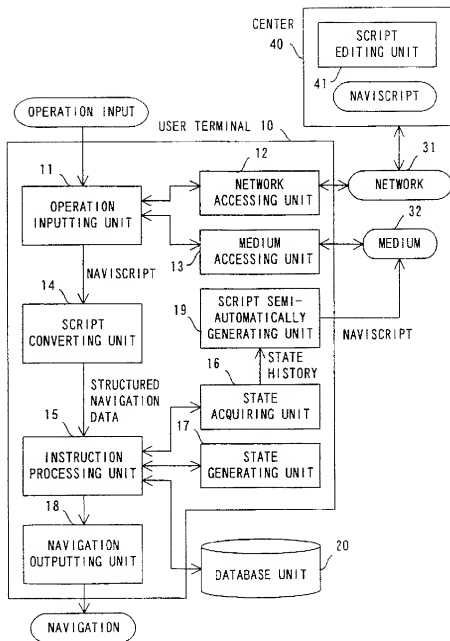 CENTER
40
SCRIPT
EDITING UNIT
41
NAVISCRIPT
OPERATION INPUT
USER TERMINAL 10
31
11
12
OPERATION
INPUTTING UNIT
NETWORK
ACCESSING UNIT
NETWORK
32
MEDIUM
ACCESSING UNIT
13
MEDIUM
NAVISCRIPT
14
SCRIPT
CONVERTING UNIT
19
SCRIPT SEMI-
AUTOMATICALLY
GENERATING UNIT
NAVISCRIPT
STATE
HISTORY
16
STRUCTURED
NAVIGATION
DATA
15
STATE
ACQUIRING UNIT
17
INSTRUCTION
PROCESSING UNIT
STATE
GENERATING UNIT
18
NAVIGATION
OUTPUTTING UNIT
20
DATABASE UNIT
NAVIGATION